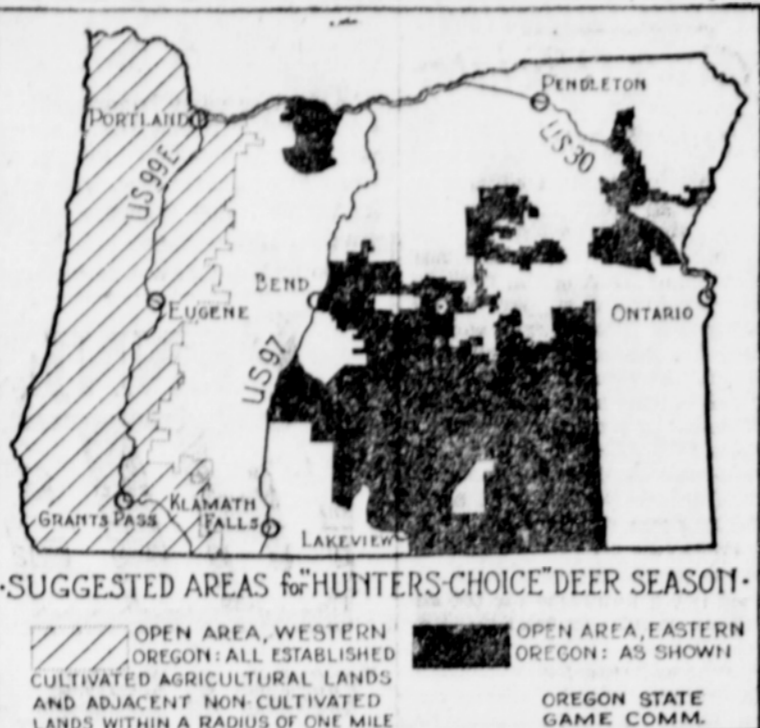 PENDLETON
PORTLAND
US 30
US 99E
BEND
EUGENE
ONTARIO
US 97
KLAMATH
FALLS
GRANTS PASS
LAKEVIEW
·SUGGESTED AREAS for "HUNTERS-CHOICE" DEER SEASON·
OPEN AREA, WESTERN
OREGON: ALL ESTABLISHED
CULTIVATED AGRICULTURAL LANDS
AND ADJACENT NON-CULTIVATED
LANDS WITHIN A RADIUS OF ONE MILE
OPEN AREA, EASTERN
OREGON: AS SHOWN
OREGON STATE
GAME COMM.